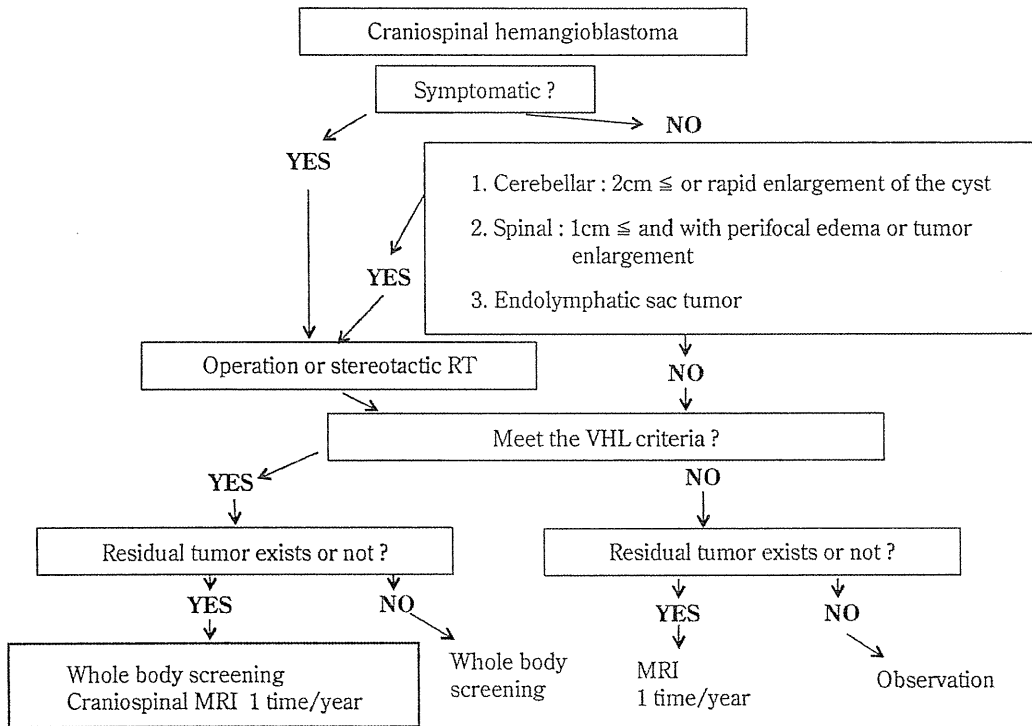 Craniospinal hemangioblastoma
Symptomatic ?
NO
YES
1. Cerebellar : 2cm ≦ or rapid enlargement of the cyst
2. Spinal : 1cm ≦ and with perifocal edema or tumor
enlargement
YES
3. Endolymphatic sac tumor
Operation or stereotactic RT
NO
Meet the VHL criteria ?
YES
NO
Residual tumor exists or not ?
Residual tumor exists or not ?
YES
NO
YES
NO
Whole body screening
Craniospinal MRI 1 time/year
Whole body
screening
MRI
1 time/year
Observation